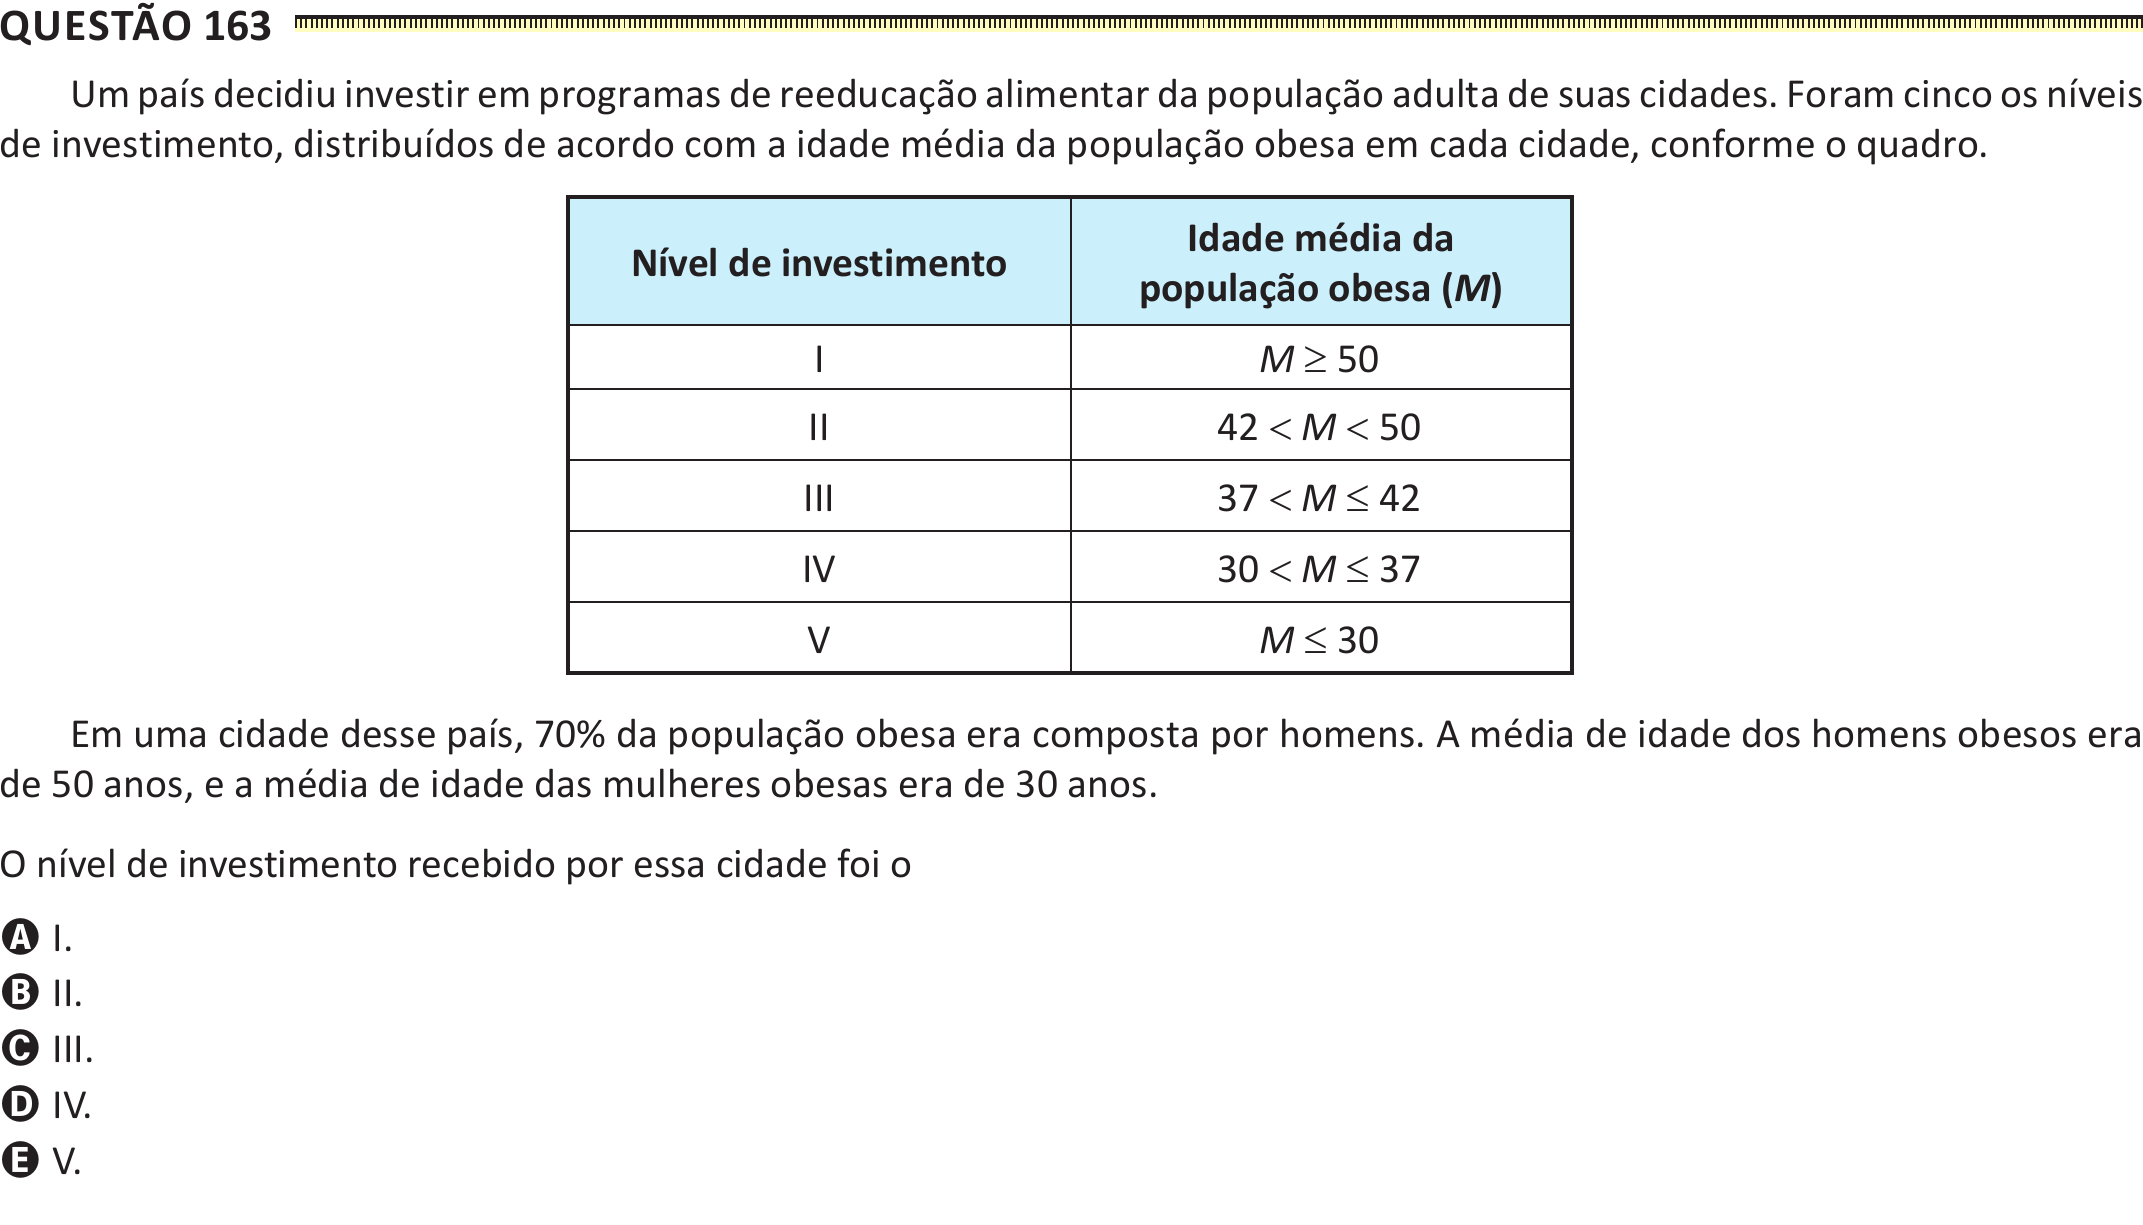 QUESTÃO 163
Um país decidiu investir em programas de reeducação alimentar da população adulta de suas cidades. Foram cinco os níveis
de investimento, distribuídos de acordo com a idade média da população obesa em cada cidade, conforme o quadro.
Nível de investimento
Idade média da
população obesa (M)
I
M ≥ 50
II
42 < M < 50
III
37 < M ≤ 42
IV
30 < M ≤ 37
V
M ≤ 30
Em uma cidade desse país, 70% da população obesa era composta por homens. A média de idade dos homens obesos era
de 50 anos, e a média de idade das mulheres obesas era de 30 anos.
O nível de investimento recebido por essa cidade foi o
A I.
B II.
C III.
D IV.
E V.